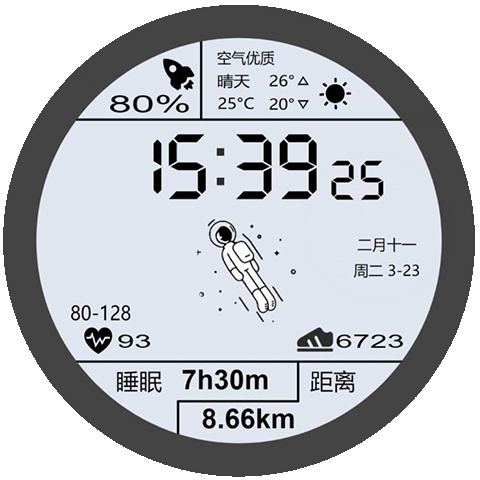 空气优质
晴天 26°
80% 25°C 20°
15:39 25
二月十一
周二 3-23
80-128
93 6723
睡眠 7h30m 距离
8.66km